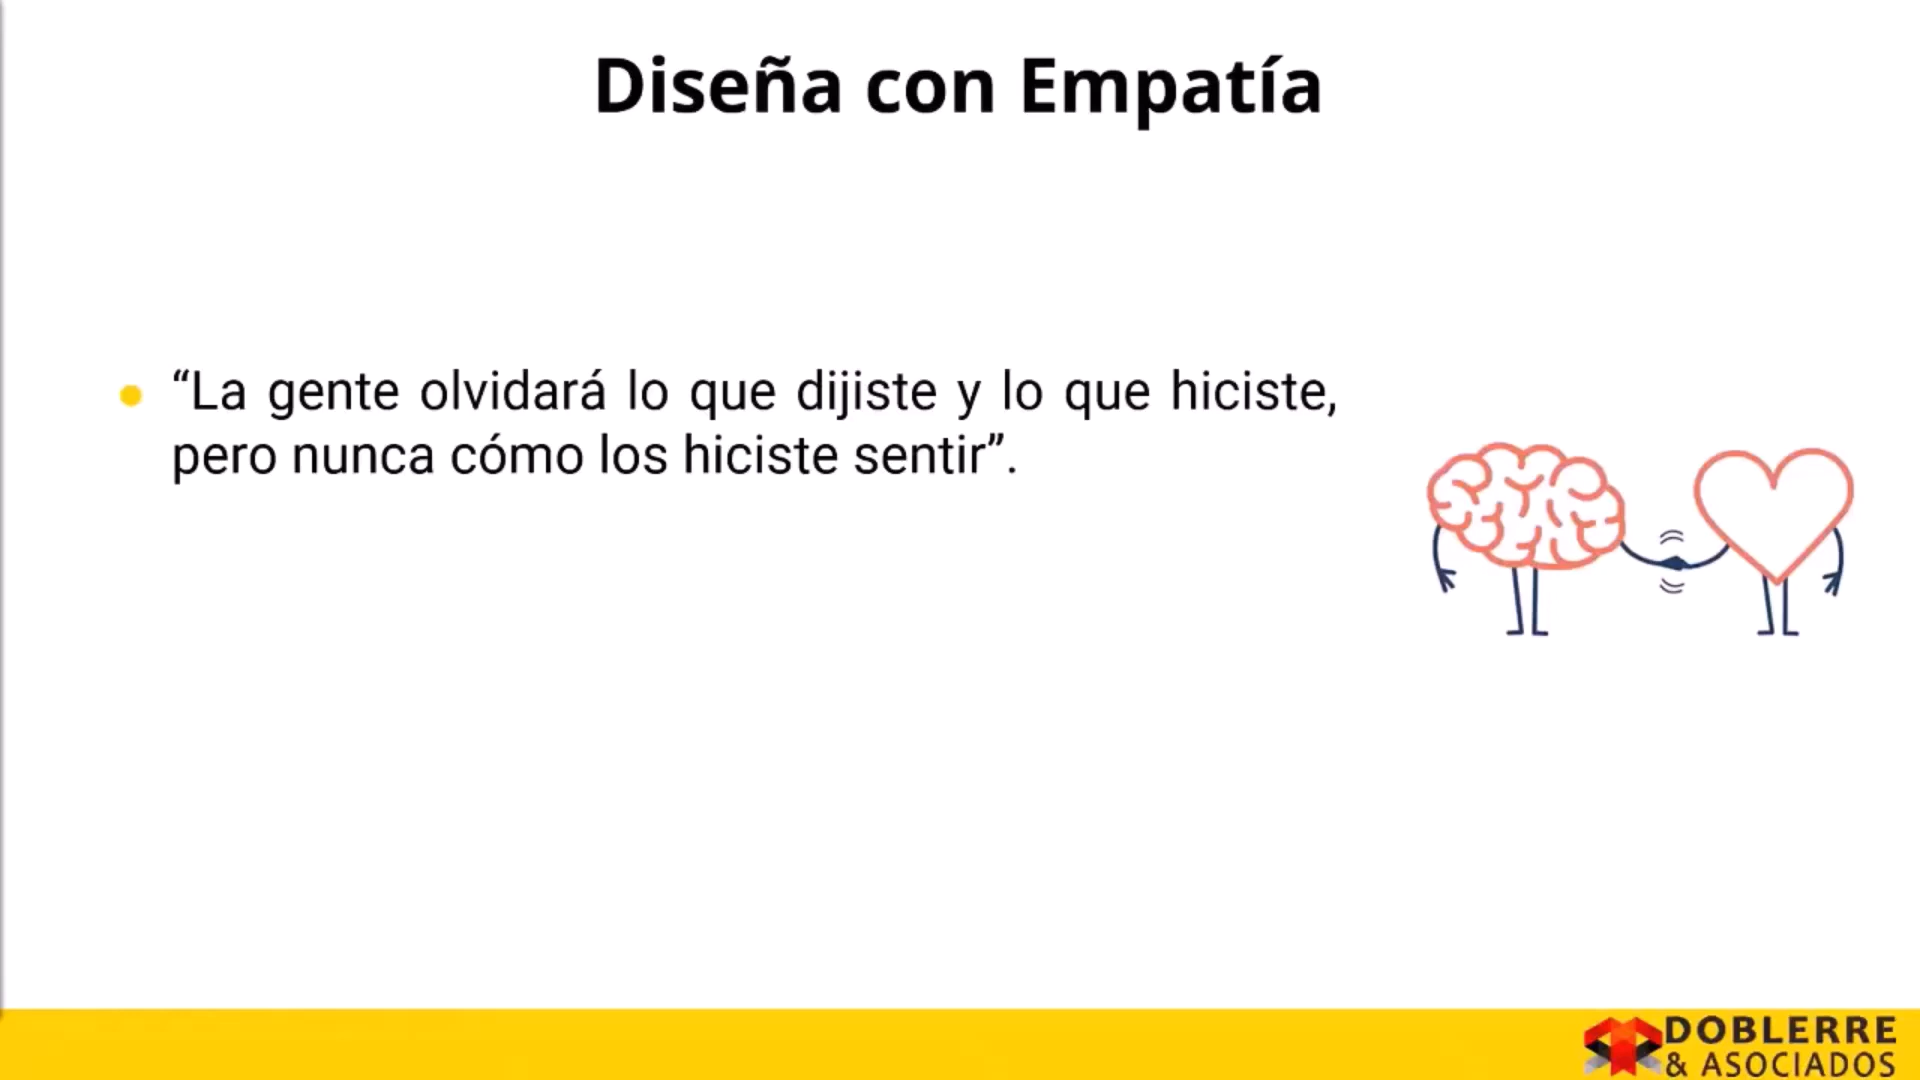 Diseña con Empatía
“La gente olvidará lo que dijiste y lo que hiciste,
pero nunca cómo los hiciste sentir”.
DOBLERRE
& ASOCIADOS